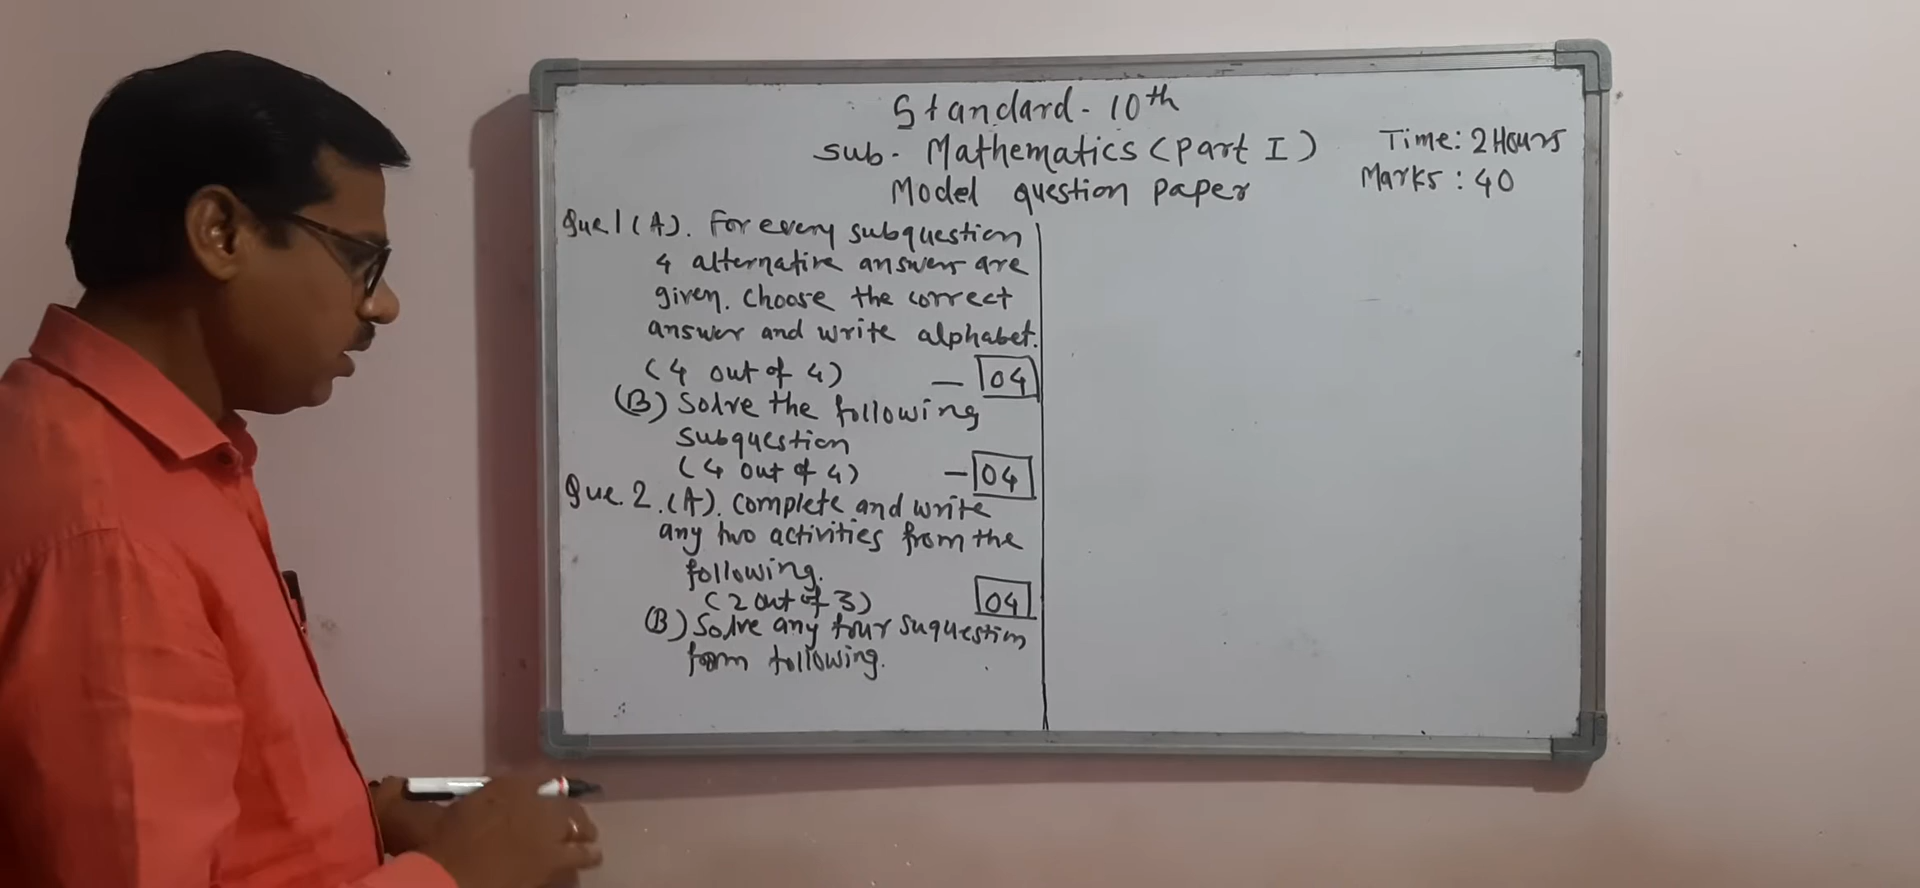 Standard - 10th
Sub - Mathematics (Part I)
Time: 2 Hours
Model question paper
Marks: 40
Que 1 (A). For every subquestion
4 alternative answers are
given. choose the correct
answer and write alphabet.
(4 out of 4) - 04
(B) Solve the following
subquestion
(4 out of 4) - 04
Que. 2. (A). Complete and write
any two activities from the
following.
(2 out of 3) 04
(B) Solve any four suquestion
from following.